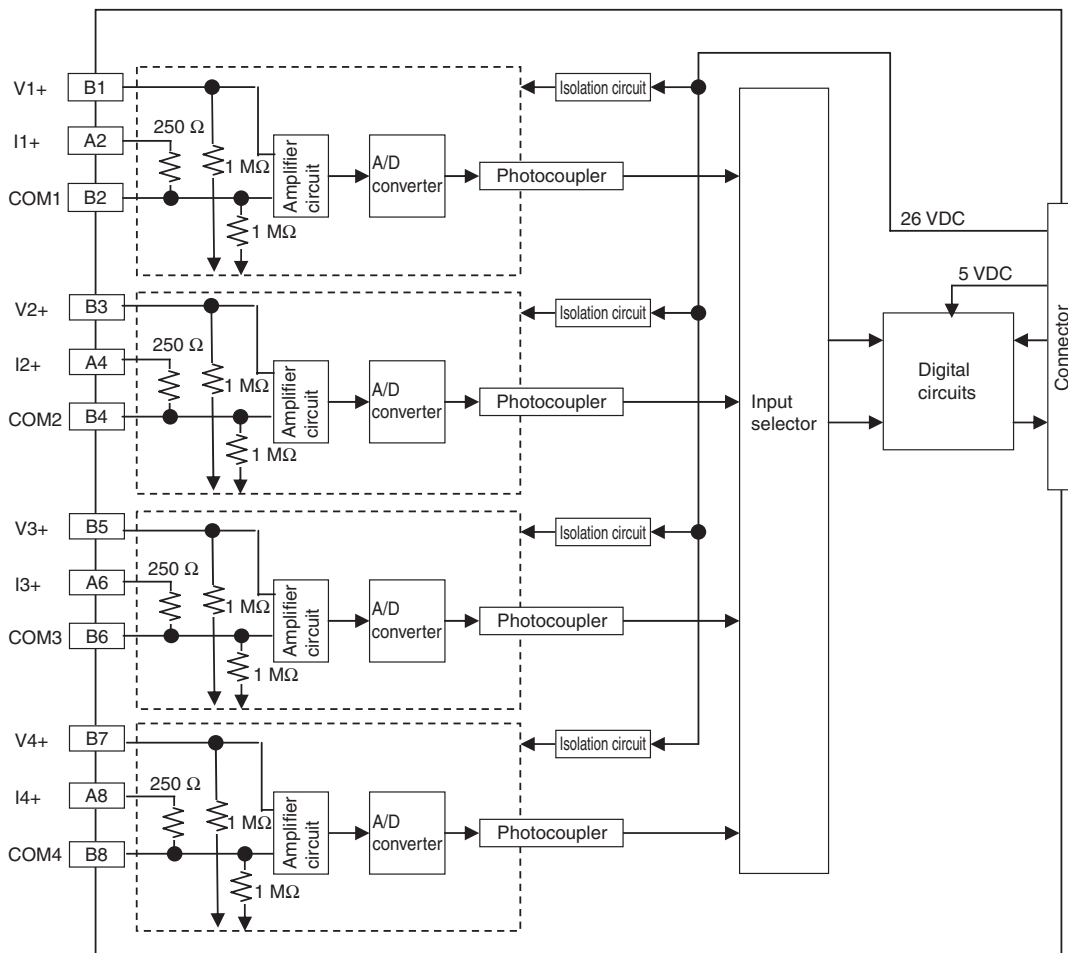 V1+
B1
Isolation circuit
I1+
A2
250 Ω
1 MΩ
Amplifier
circuit
A/D
converter
Photocoupler
COM1
B2
1 MΩ
26 VDC
5 VDC
V2+
B3
Isolation circuit
I2+
A4
250 Ω
1 MΩ
Amplifier
circuit
A/D
converter
Photocoupler
COM2
B4
1 MΩ
Input
selector
Digital
circuits
Connector
V3+
B5
Isolation circuit
I3+
A6
250 Ω
1 MΩ
Amplifier
circuit
A/D
converter
Photocoupler
COM3
B6
1 MΩ
V4+
B7
Isolation circuit
I4+
A8
250 Ω
1 MΩ
Amplifier
circuit
A/D
converter
Photocoupler
COM4
B8
1 MΩ